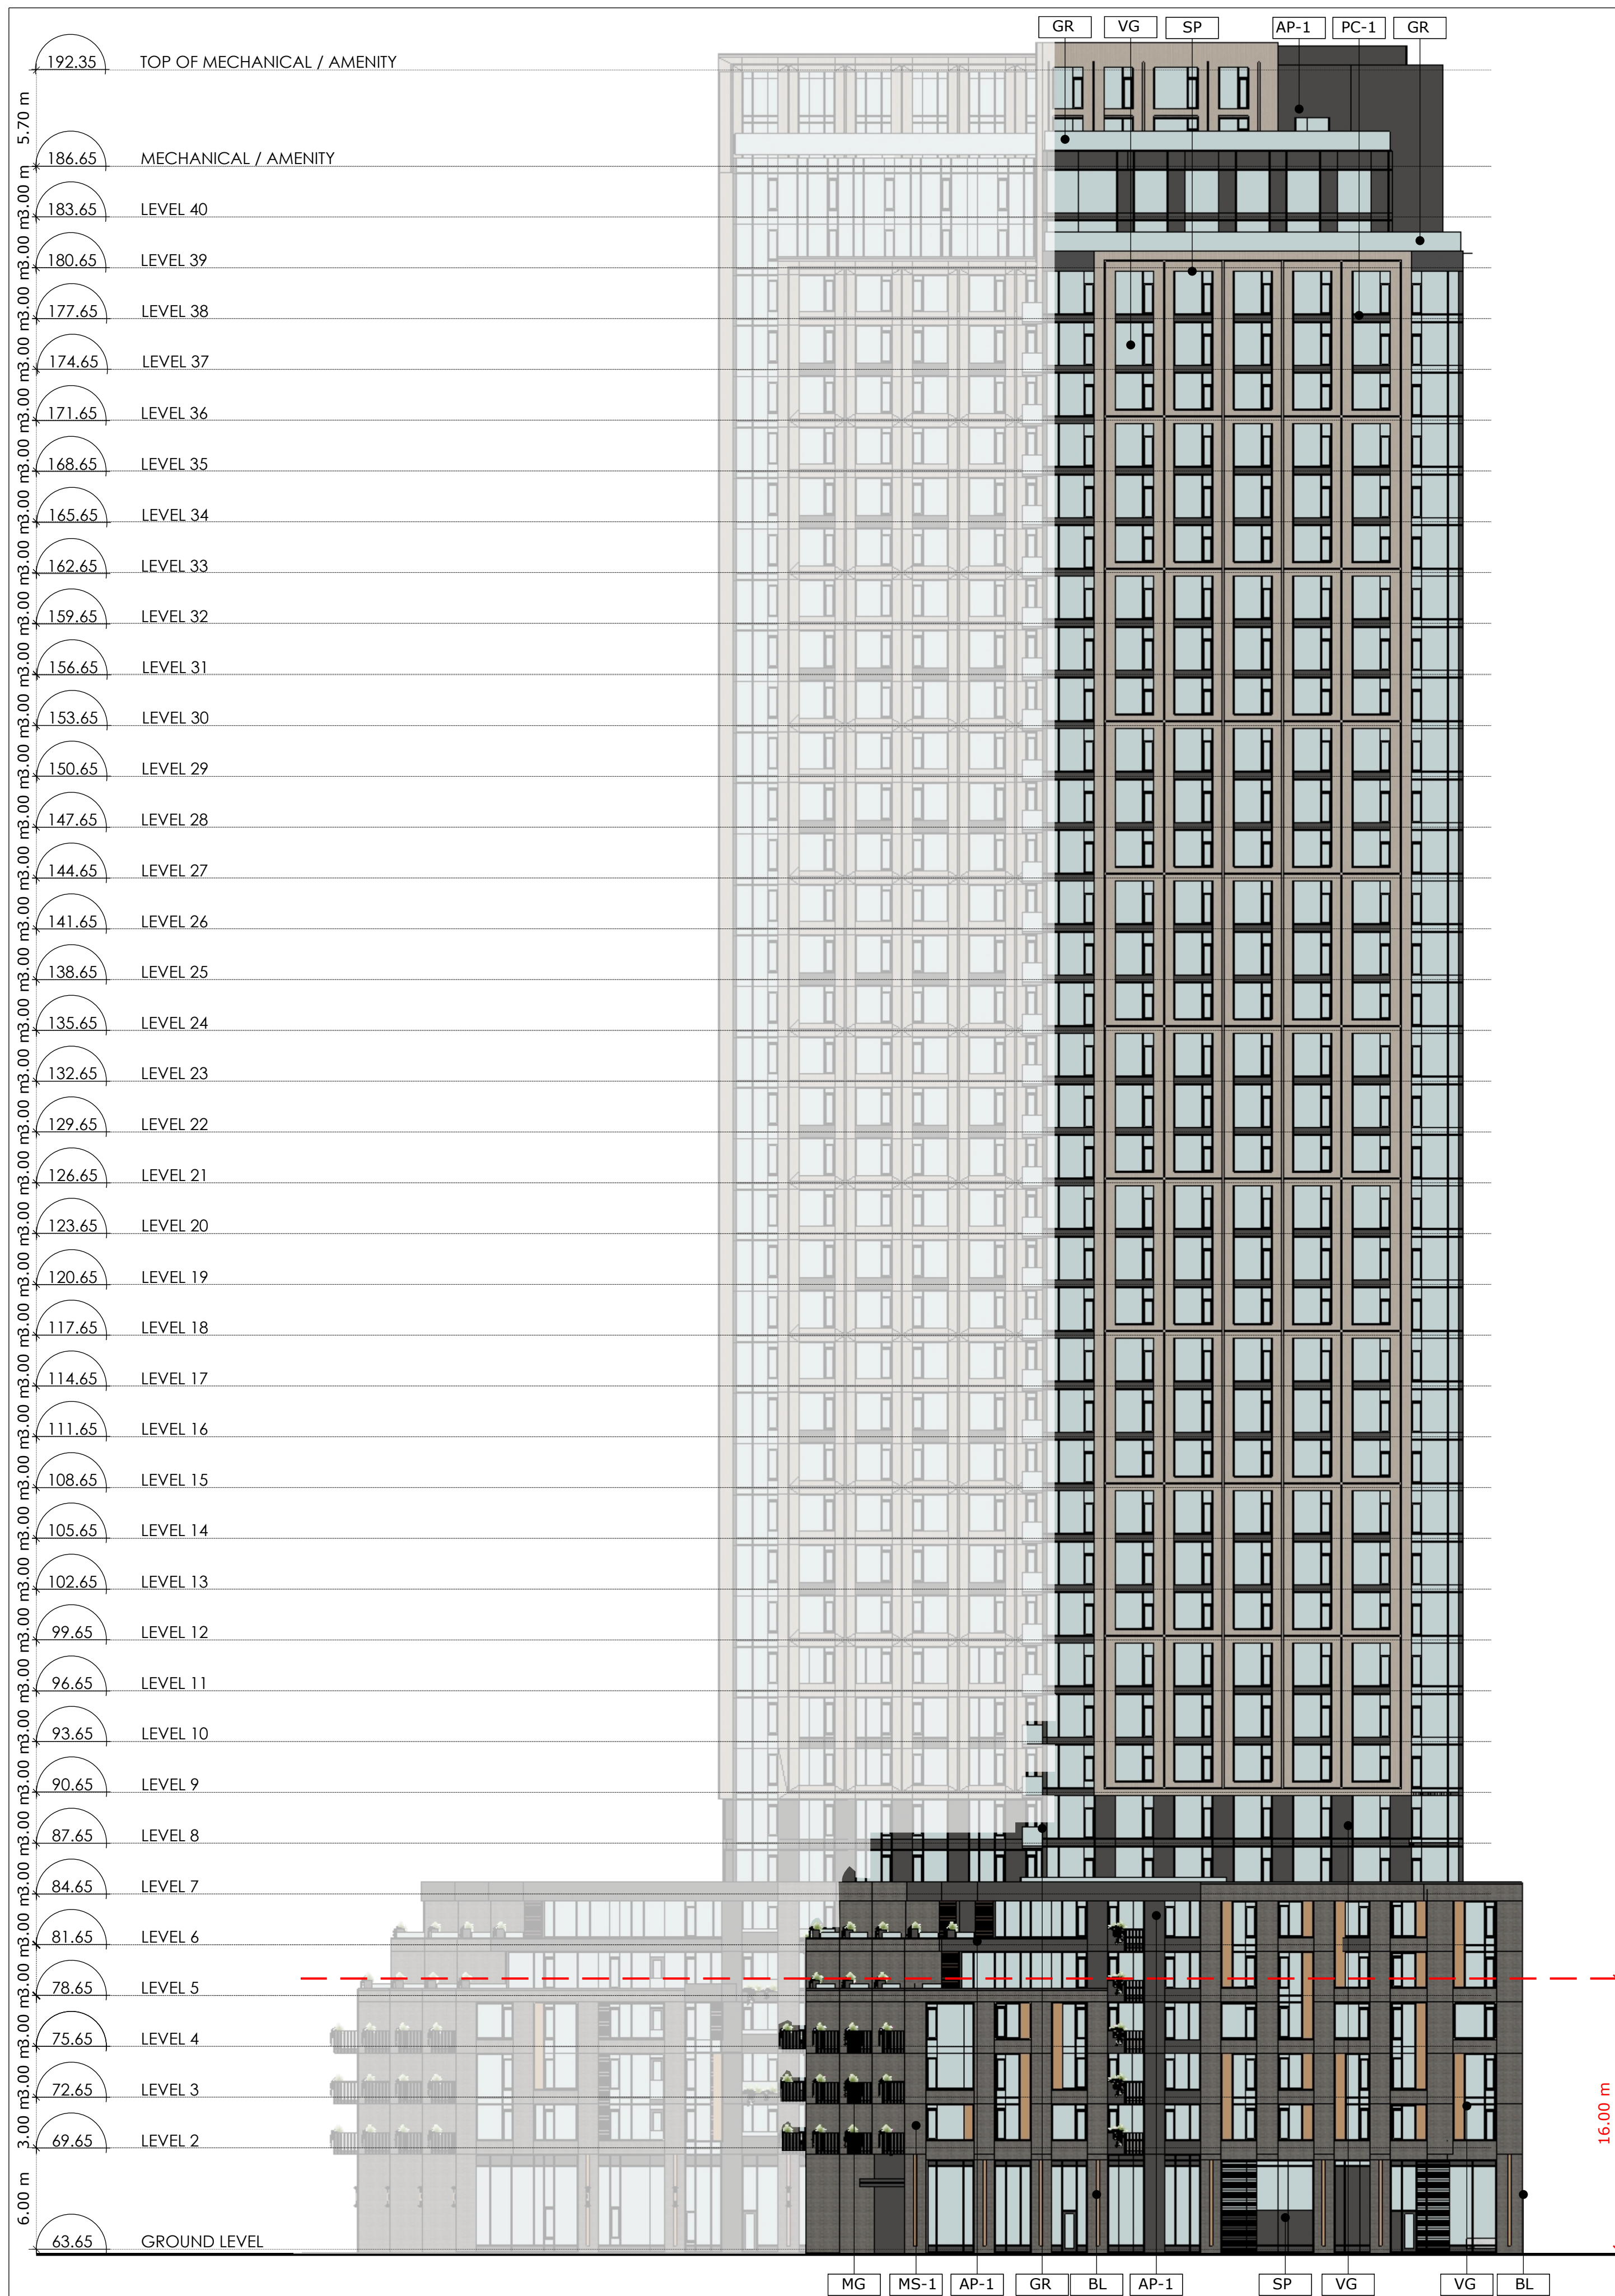 GR VG SP AP-1 PC-1 GR
192.35 TOP OF MECHANICAL / AMENITY
5.70 m
186.65 MECHANICAL / AMENITY
3.00 m
183.65 LEVEL 40
3.00 m
180.65 LEVEL 39
3.00 m
177.65 LEVEL 38
3.00 m
174.65 LEVEL 37
3.00 m
171.65 LEVEL 36
3.00 m
168.65 LEVEL 35
3.00 m
165.65 LEVEL 34
3.00 m
162.65 LEVEL 33
3.00 m
159.65 LEVEL 32
3.00 m
156.65 LEVEL 31
3.00 m
153.65 LEVEL 30
3.00 m
150.65 LEVEL 29
3.00 m
147.65 LEVEL 28
3.00 m
144.65 LEVEL 27
3.00 m
141.65 LEVEL 26
3.00 m
138.65 LEVEL 25
3.00 m
135.65 LEVEL 24
3.00 m
132.65 LEVEL 23
3.00 m
129.65 LEVEL 22
3.00 m
126.65 LEVEL 21
3.00 m
123.65 LEVEL 20
3.00 m
120.65 LEVEL 19
3.00 m
117.65 LEVEL 18
3.00 m
114.65 LEVEL 17
3.00 m
111.65 LEVEL 16
3.00 m
108.65 LEVEL 15
3.00 m
105.65 LEVEL 14
3.00 m
102.65 LEVEL 13
3.00 m
99.65 LEVEL 12
3.00 m
96.65 LEVEL 11
3.00 m
93.65 LEVEL 10
3.00 m
90.65 LEVEL 9
3.00 m
87.65 LEVEL 8
3.00 m
84.65 LEVEL 7
3.00 m
81.65 LEVEL 6
3.00 m
78.65 LEVEL 5
3.00 m
75.65 LEVEL 4
3.00 m
72.65 LEVEL 3
3.00 m
69.65 LEVEL 2
6.00 m
63.65 GROUND LEVEL
16.00 m
MG MS-1 AP-1 GR BL AP-1 SP VG VG BL